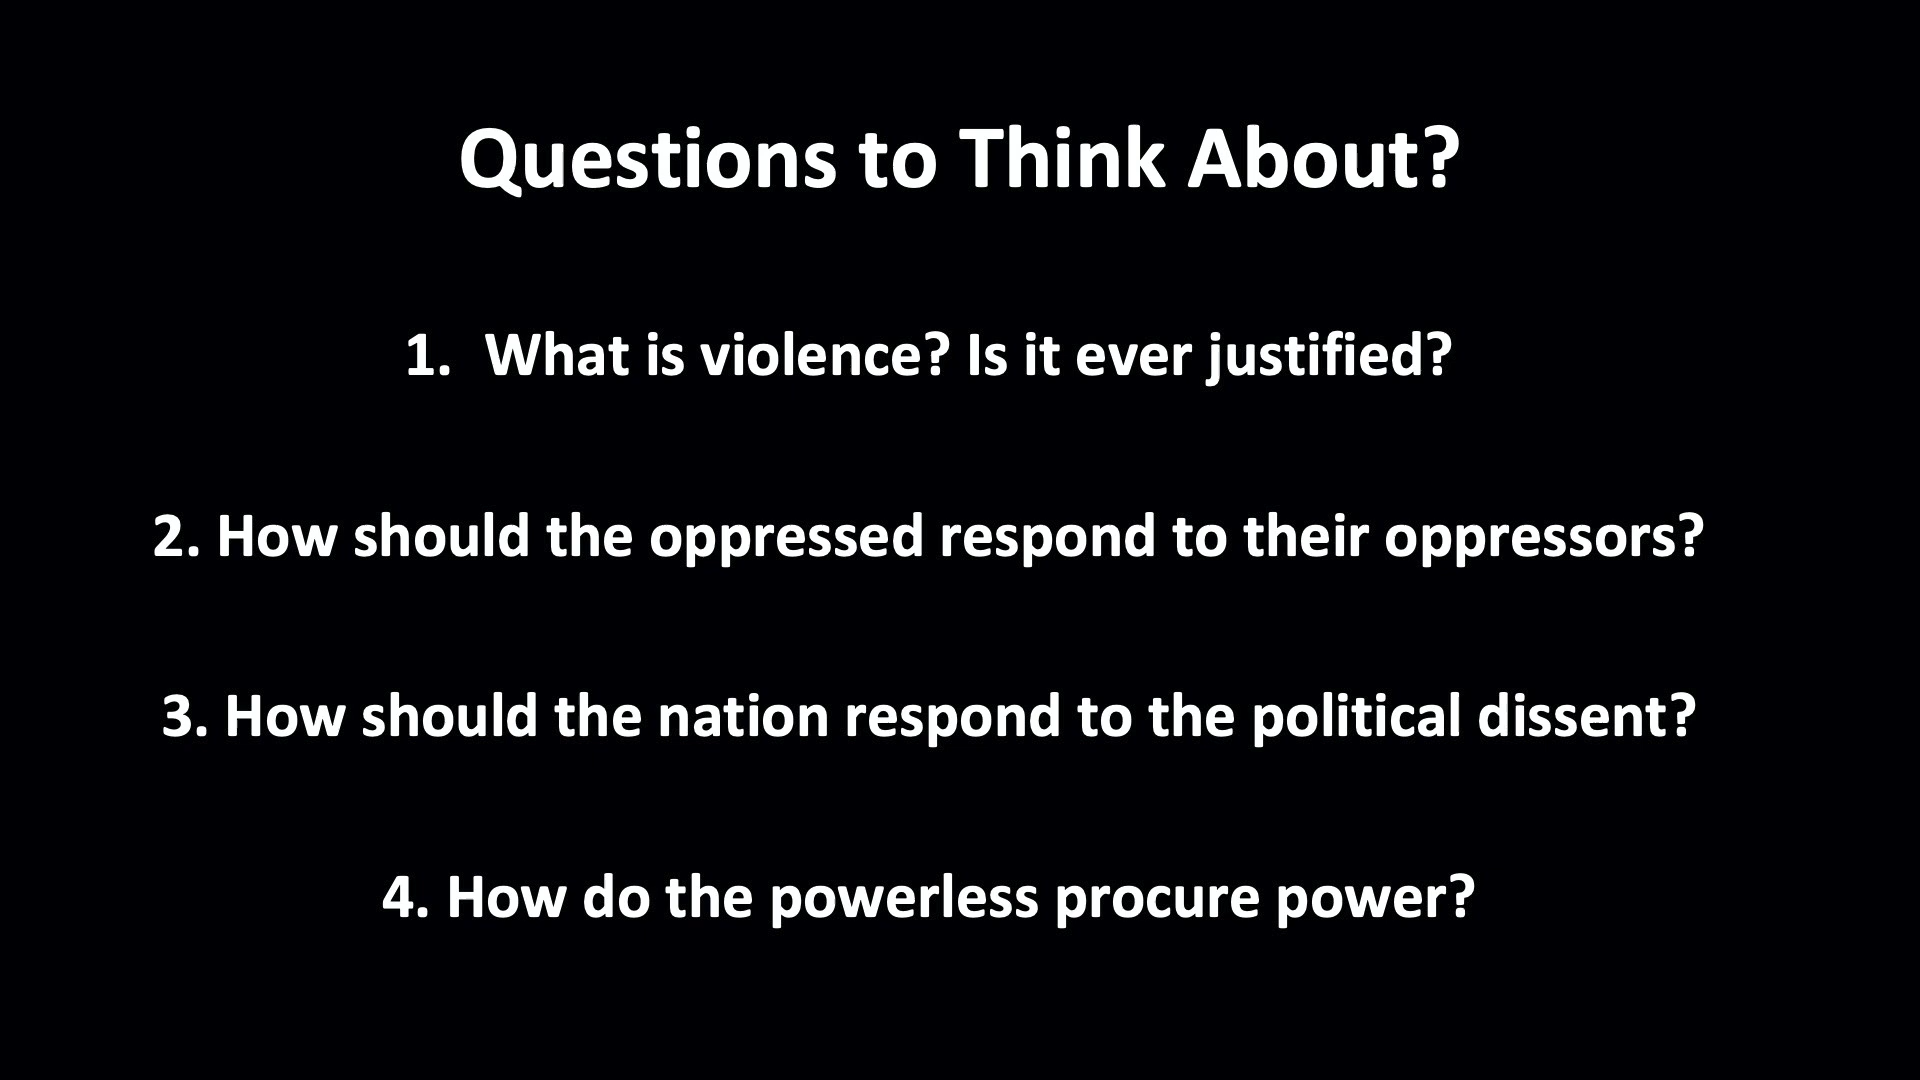 Questions to Think About?
1. What is violence? Is it ever justified?
2. How should the oppressed respond to their oppressors?
3. How should the nation respond to the political dissent?
4. How do the powerless procure power?